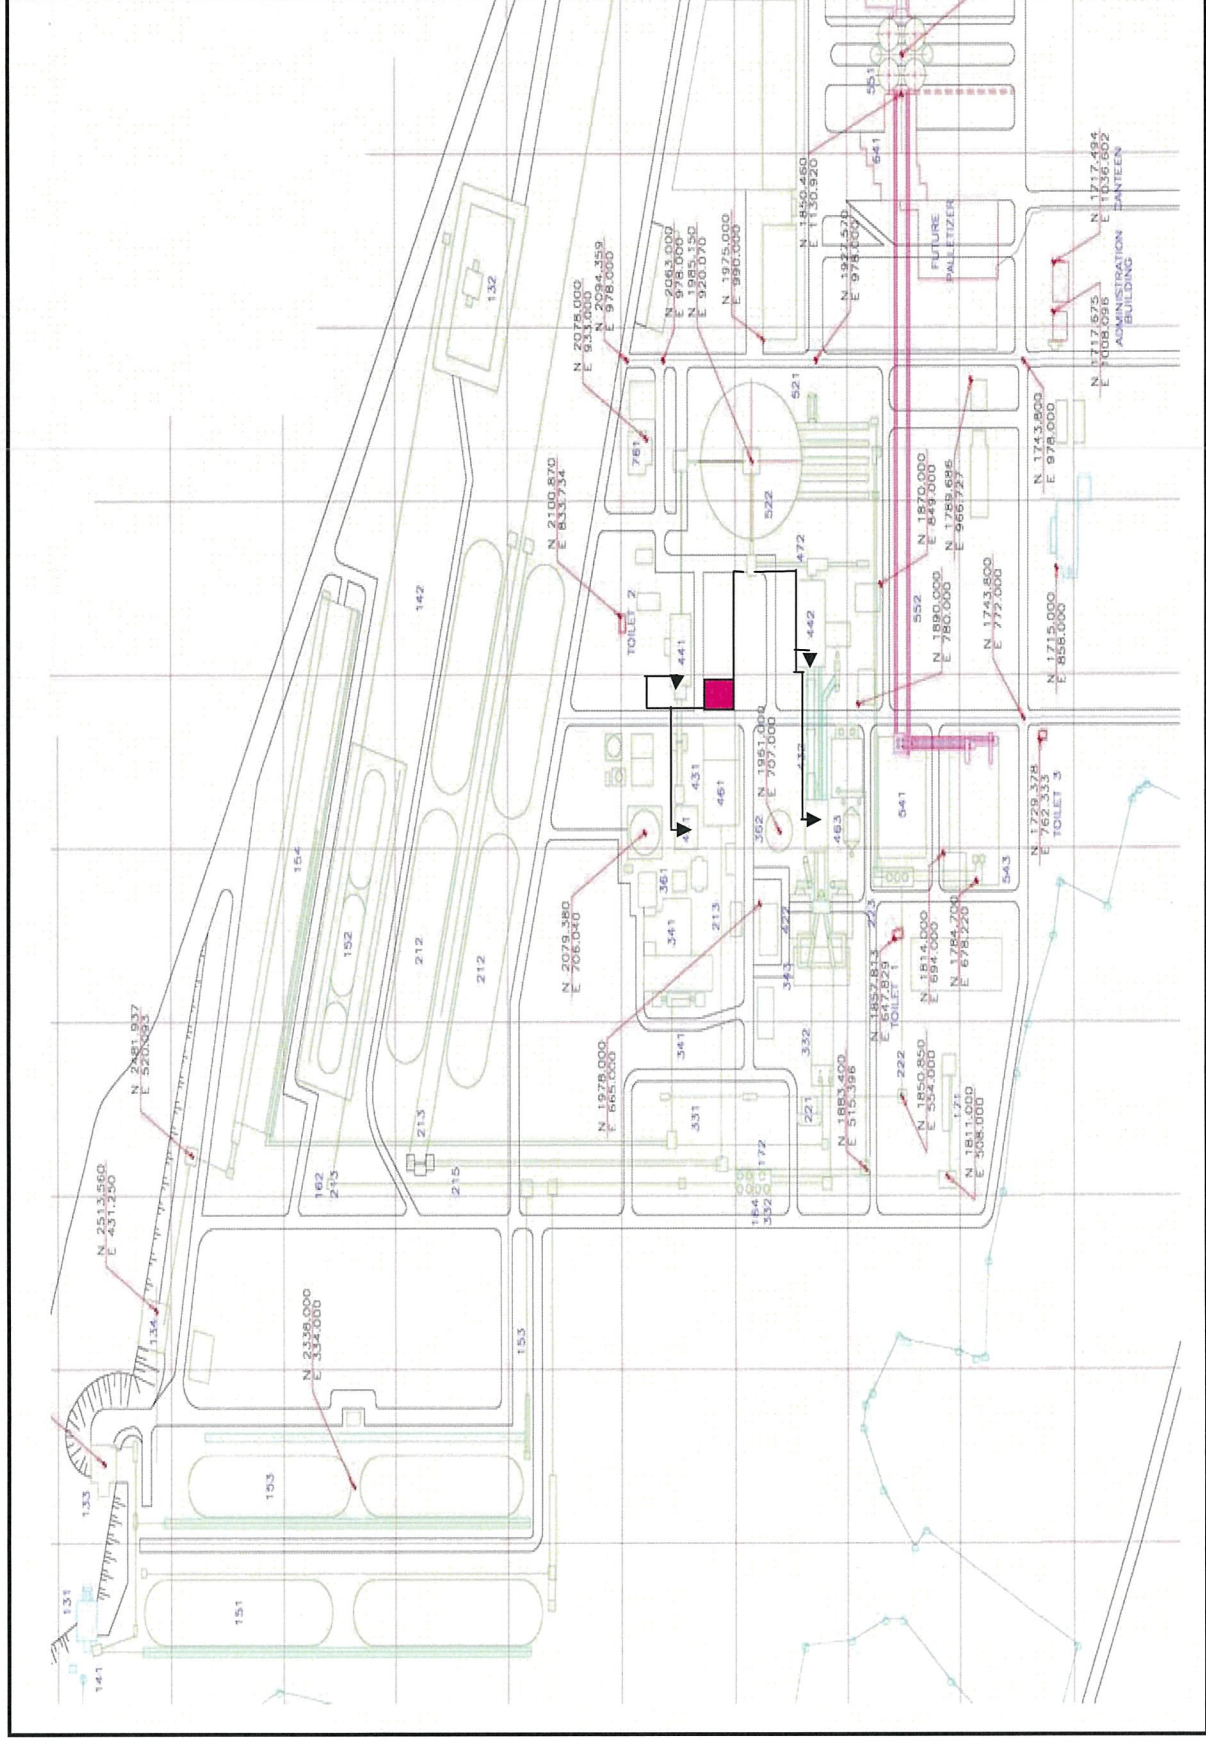 N 2481.937
E 520.093
N 2513.560
E 431.250
134
133
131
141
151
153
153
N 2338.000
E 334.000
132
142
154
152
212
212
213
215
162
213
N 2078.000
E 933.000
N 2094.359
E 978.000
N 2063.000
E 978.000
N 1985.150
E 920.070
N 1975.000
E 990.000
N 1850.460
E 1130.920
N 1927.570
E 978.000
551
641
FUTURE
PALLETIZER
N 1717.494
E 1036.602
CANTEEN
N 1717.675
E 1008.096
ADMINISTRATION
BUILDING
N 1743.800
E 978.000
761
521
522
N 2100.870
E 833.734
TOILET 2
472
441
442
N 1870.000
E 849.000
N 1789.686
E 966.727
552
N 1890.000
E 780.000
N 1743.800
E 772.000
N 1715.000
E 858.000
N 1961.000
E 707.000
431
461
362
463
541
543
N 1729.378
E 762.333
TOILET 3
N 2079.380
E 706.040
361
341
213
422
223
343
N 1978.000
E 665.000
341
331
332
N 1857.813
E 647.829
TOILET 1
N 1814.000
E 694.000
N 1784.700
E 678.220
N 1883.400
E 515.396
222
221
N 1850.850
E 554.000
171
N 1811.000
E 508.000
172
164
332